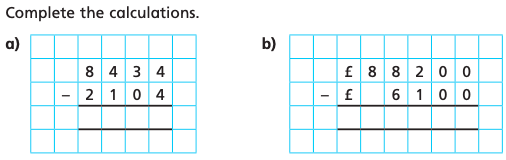 Complete the calculations.
a)
8 4 3 4
− 2 1 0 4
b)
£ 8 8 2 0 0
− £ 6 1 0 0